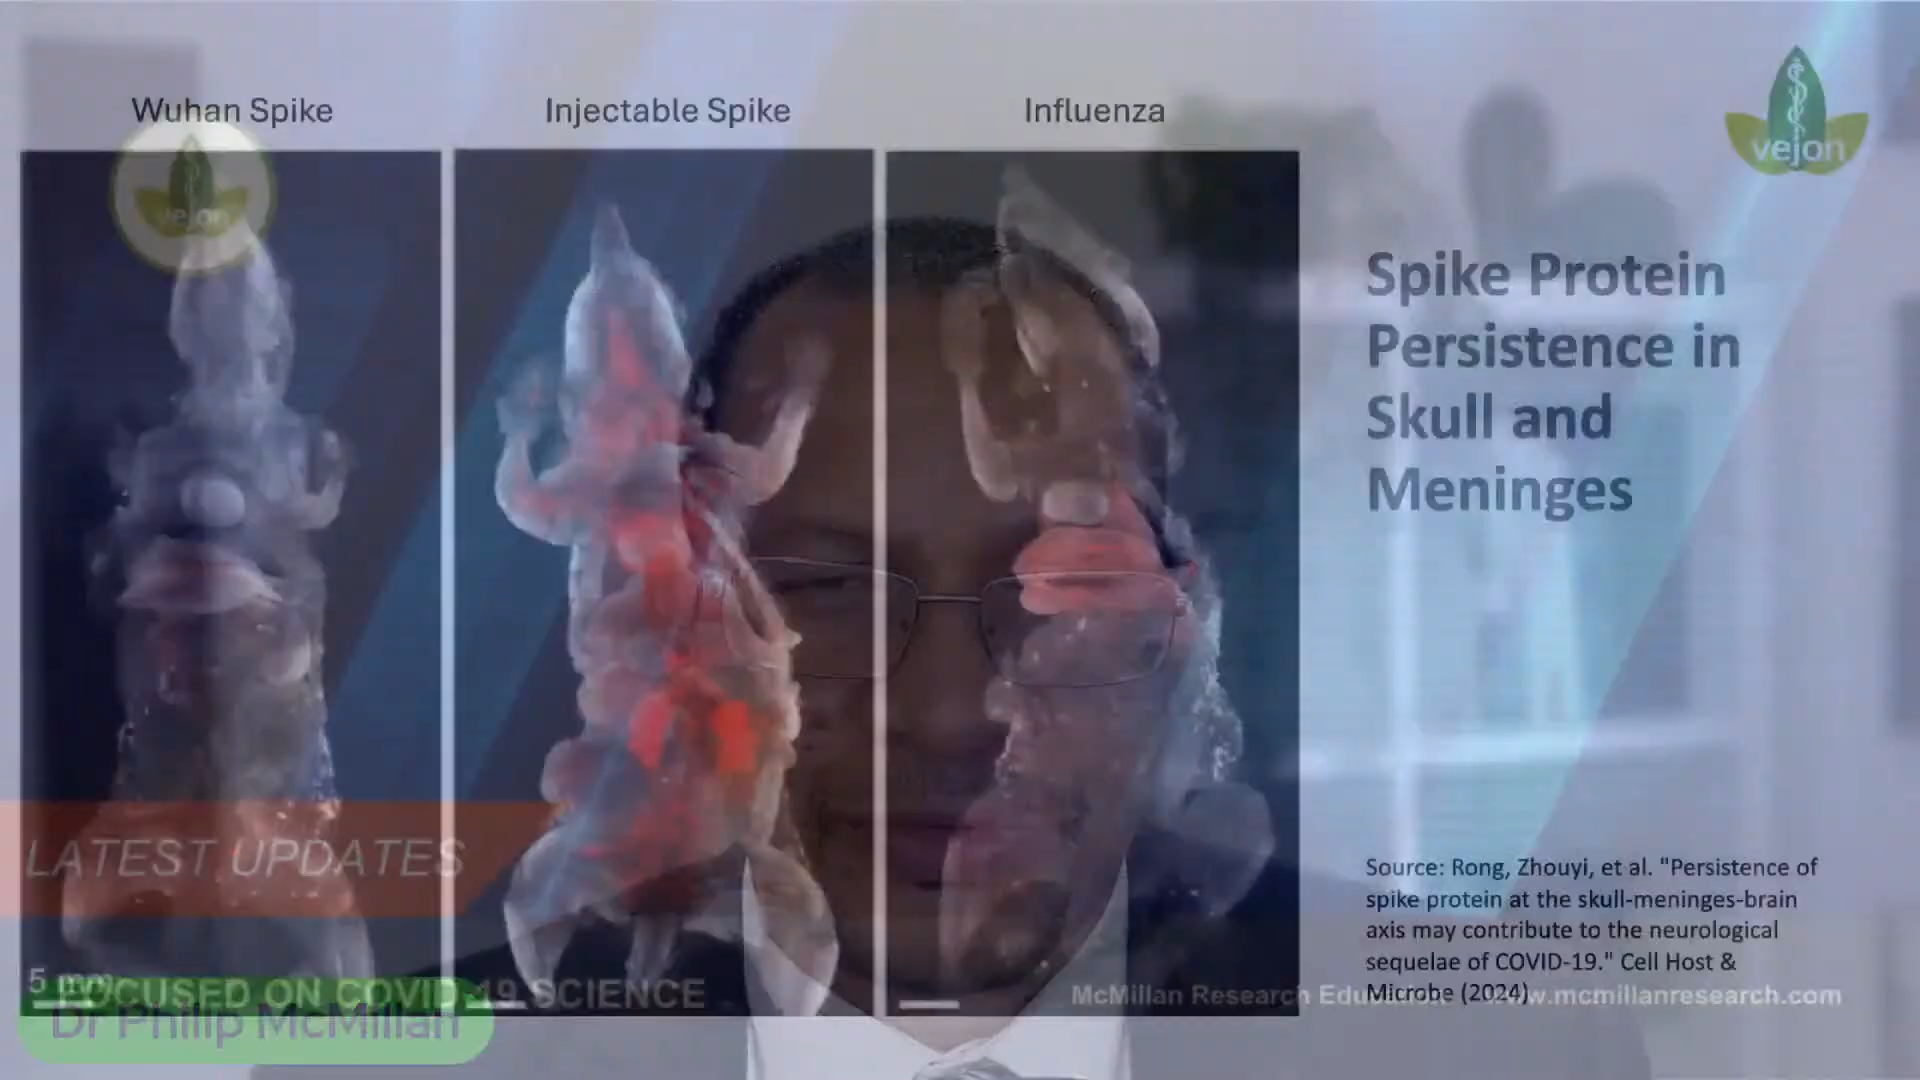 Wuhan Spike
Injectable Spike
Influenza
vejon
vejon
Spike Protein
Persistence in
Skull and
Meninges
LATEST UPDATES
Source: Rong, Zhouyi, et al. "Persistence of
spike protein at the skull-meninges-brain
axis may contribute to the neurological
sequelae of COVID-19." Cell Host &
Microbe (2024)
5 mm
FOCUSED ON COVID-19 SCIENCE
McMillan Research Education
www.mcmillanresearch.com
Dr Philip McMillan